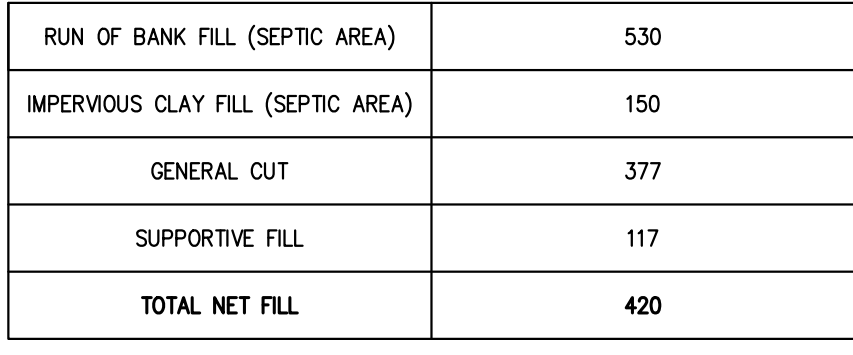 RUN OF BANK FILL (SEPTIC AREA) 530
IMPERVIOUS CLAY FILL (SEPTIC AREA) 150
GENERAL CUT 377
SUPPORTIVE FILL 117
TOTAL NET FILL 420